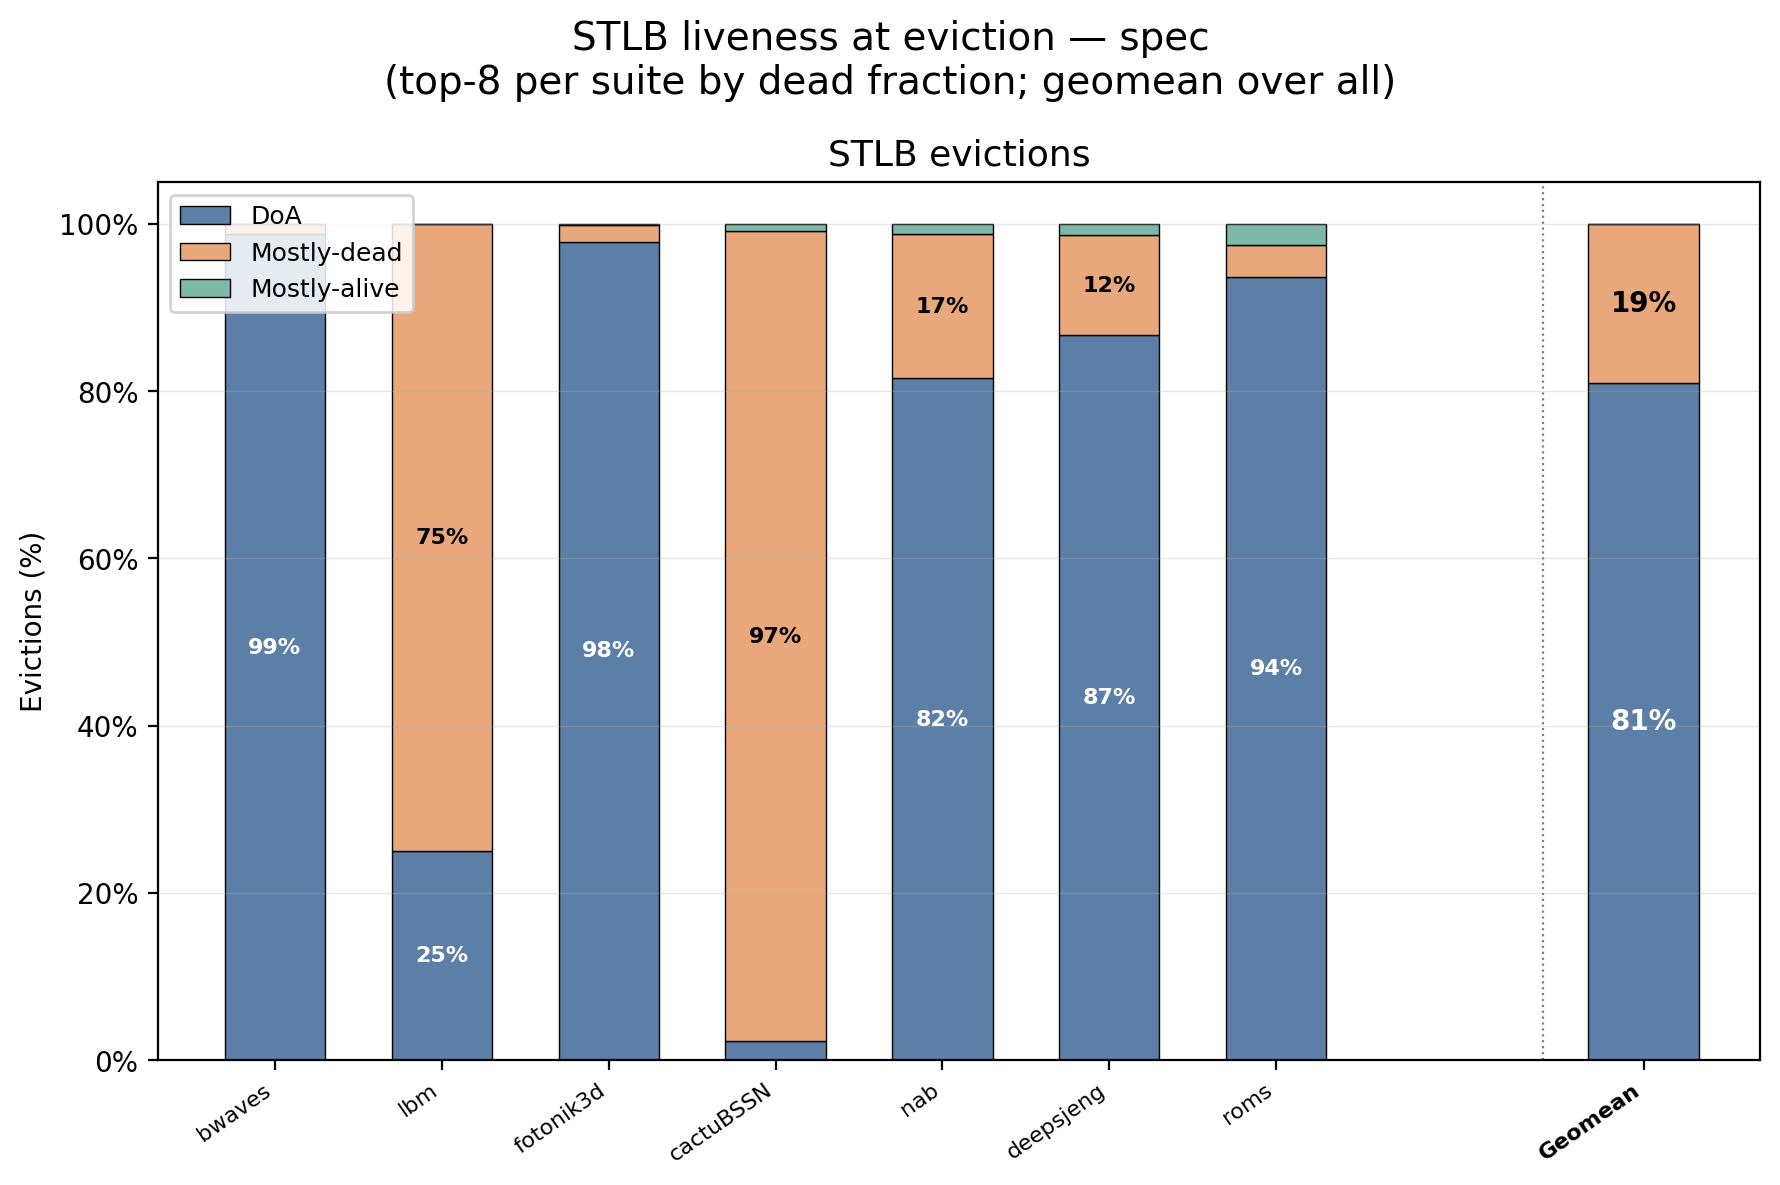 STLB liveness at eviction — spec
(top-8 per suite by dead fraction; geomean over all)
STLB evictions
DoA
Mostly-dead
Mostly-alive
Evictions (%)
100%
80%
60%
40%
20%
0%
99%
75%
25%
98%
97%
17%
82%
12%
87%
94%
19%
81%
bwaves
lbm
fotonik3d
cactuBSSN
nab
deepsjeng
roms
Geomean